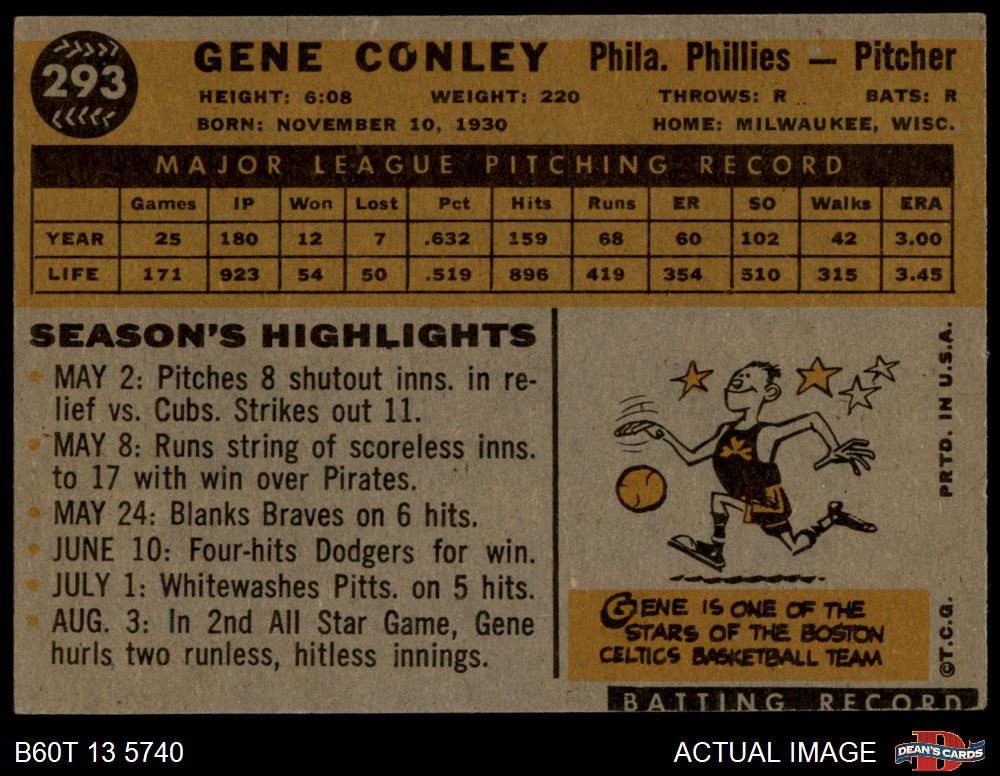 293
GENE CONLEY Phila. Phillies — Pitcher
HEIGHT: 6:08 WEIGHT: 220 THROWS: R BATS: R
BORN: NOVEMBER 10, 1930 HOME: MILWAUKEE, WISC.
MAJOR LEAGUE PITCHING RECORD
Games IP Won Lost Pct Hits Runs ER SO Walks ERA
YEAR 25 180 12 7 .632 159 68 60 102 42 3.00
LIFE 171 923 54 50 .519 896 419 354 510 315 3.45
SEASON'S HIGHLIGHTS
• MAY 2: Pitches 8 shutout inns. in re-
lief vs. Cubs. Strikes out 11.
• MAY 8: Runs string of scoreless inns.
to 17 with win over Pirates.
• MAY 24: Blanks Braves on 6 hits.
• JUNE 10: Four-hits Dodgers for win.
• JULY 1: Whitewashes Pitts. on 5 hits.
• AUG. 3: In 2nd All Star Game, Gene
hurls two runless, hitless innings.
GENE IS ONE OF THE
STARS OF THE BOSTON
CELTICS BASKETBALL TEAM
©T.C.G. PRTD. IN U.S.A.
BATTING RECORD
B60T 13 5740 ACTUAL IMAGE
D
DEAN'S CARDS